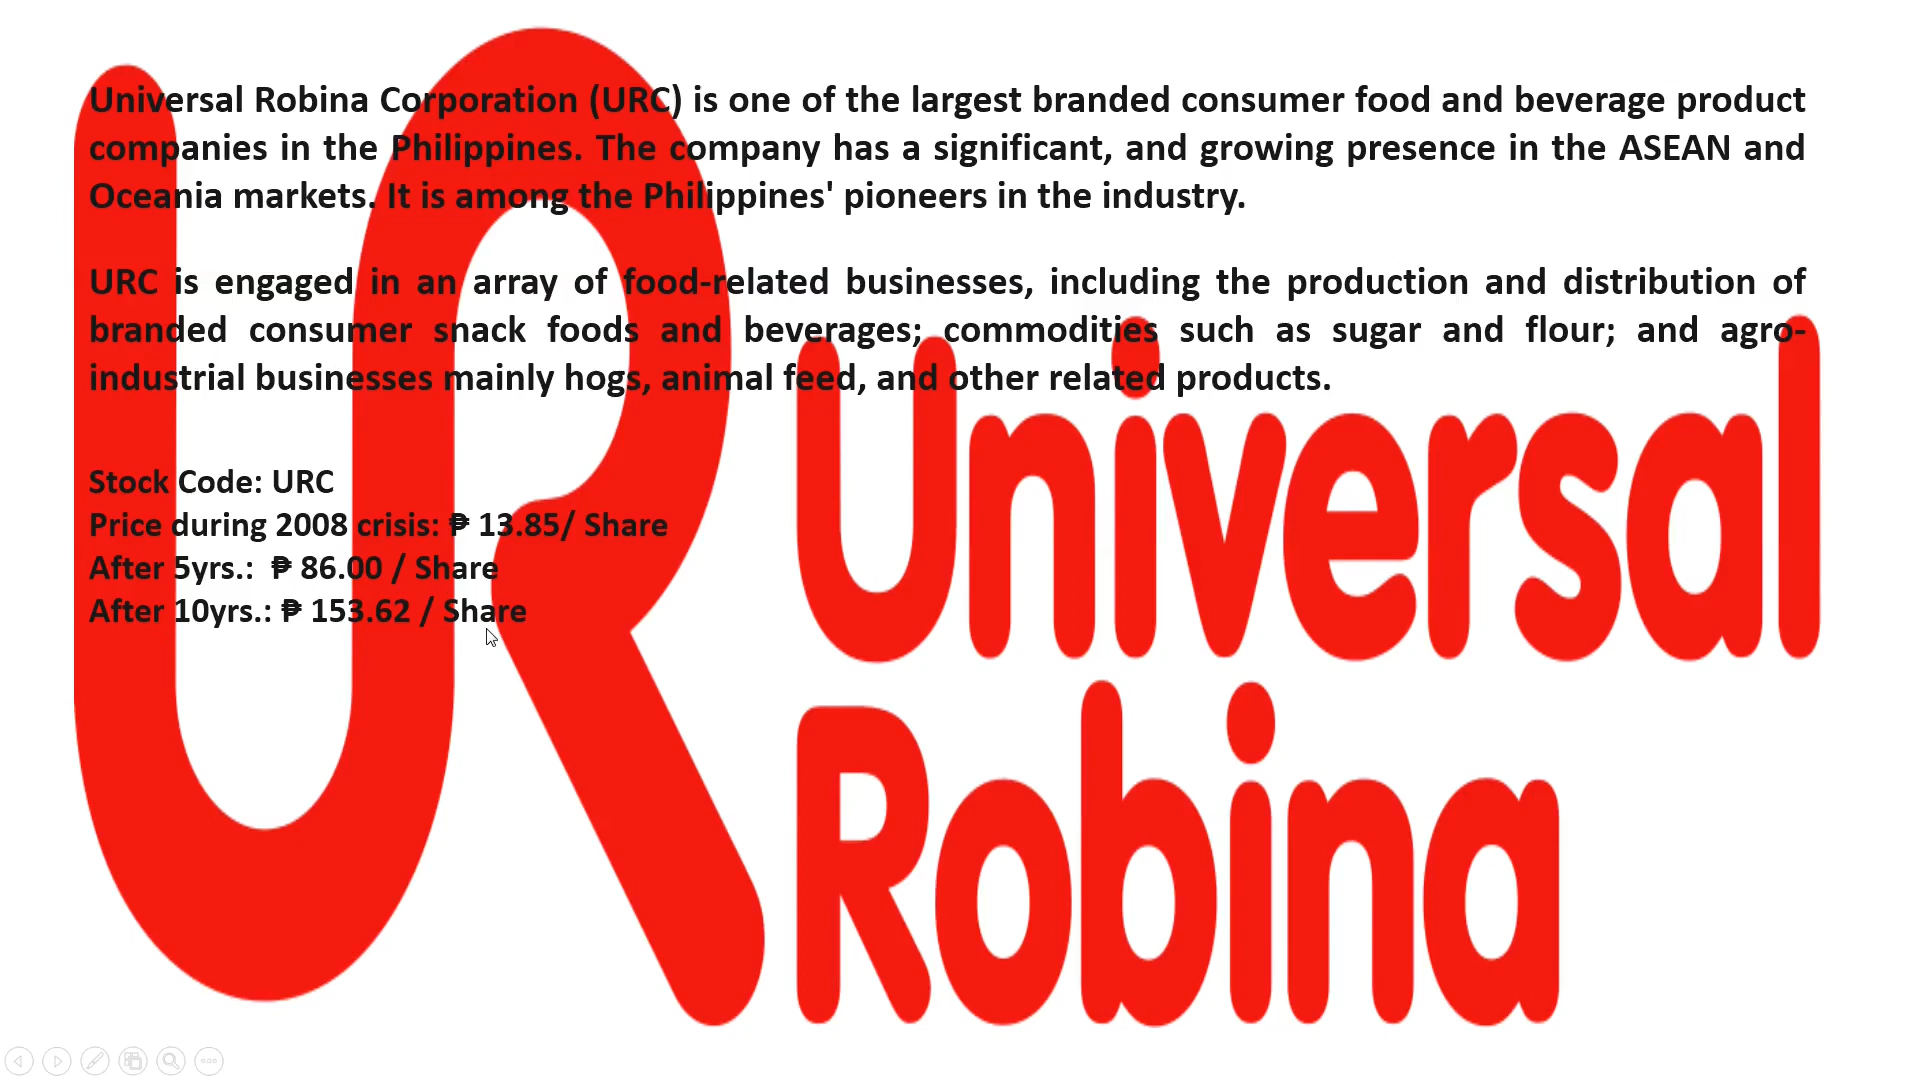 Universal Robina Corporation (URC) is one of the largest branded consumer food and beverage product
companies in the Philippines. The company has a significant, and growing presence in the ASEAN and
Oceania markets. It is among the Philippines' pioneers in the industry.
URC is engaged in an array of food-related businesses, including the production and distribution of
branded consumer snack foods and beverages; commodities such as sugar and flour; and agro-
industrial businesses mainly hogs, animal feed, and other related products.
Stock Code: URC
Price during 2008 crisis: ₱ 13.85/ Share
After 5yrs.: ₱ 86.00 / Share
After 10yrs.: ₱ 153.62 / Share
UR
Universal
Robina